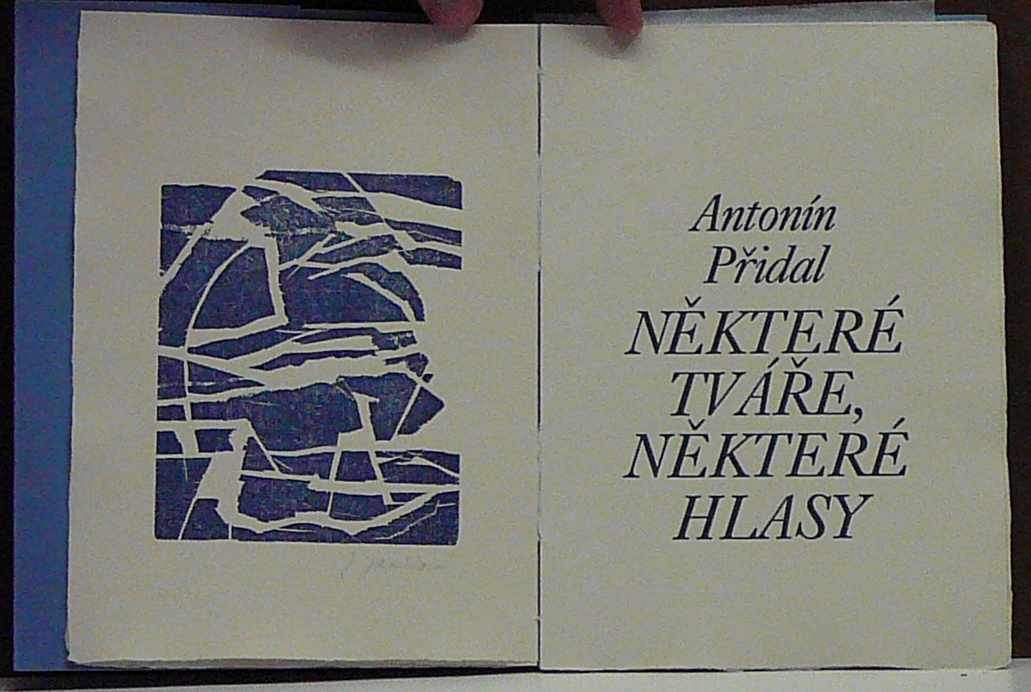 Antonín
Přidal
NĚKTERÉ
TVÁŘE,
NĚKTERÉ
HLASY